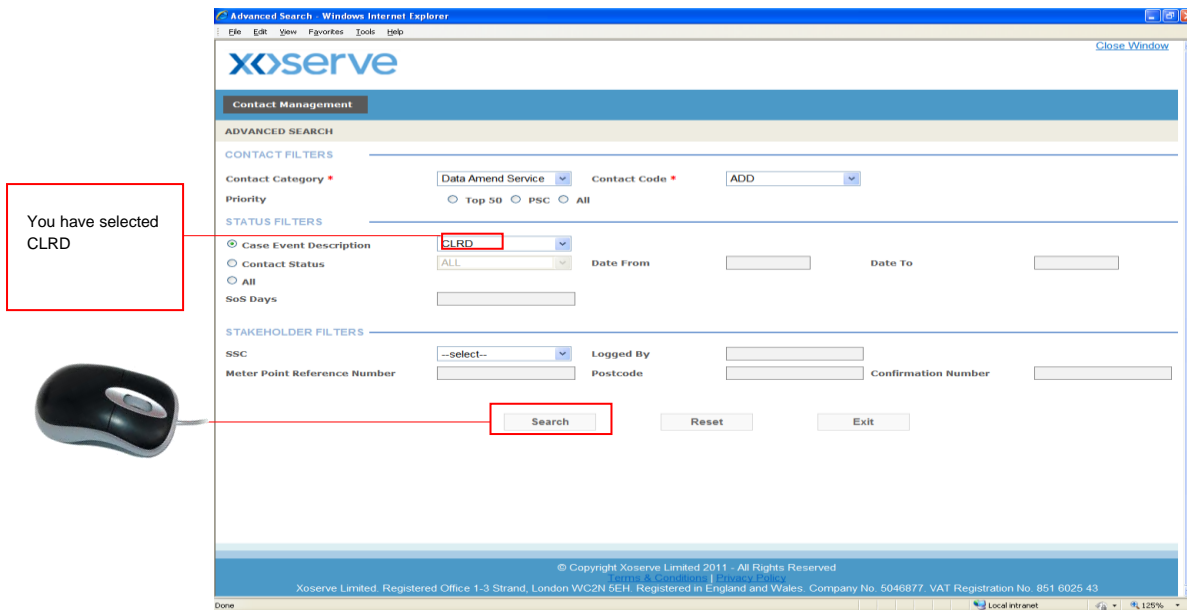 Advanced Search - Windows Internet Explorer
File Edit View Favorites Tools Help
Close Window
xoserve
Contact Management
ADVANCED SEARCH
CONTACT FILTERS
Contact Category * Data Amend Service Contact Code * ADD
Priority Top 50 PSC All
STATUS FILTERS
You have selected
CLRD
Case Event Description CLRD
Contact Status ALL Date From Date To
All
SoS Days
STAKEHOLDER FILTERS
SSC --select-- Logged By
Meter Point Reference Number Postcode Confirmation Number
Search Reset Exit
© Copyright Xoserve Limited 2011 - All Rights Reserved
Terms & Conditions | Privacy Policy
Xoserve Limited. Registered Office 1-3 Strand, London WC2N 5EH. Registered in England and Wales. Company No. 5046877. VAT Registration No. 851 6025 43
Done Local intranet 125%